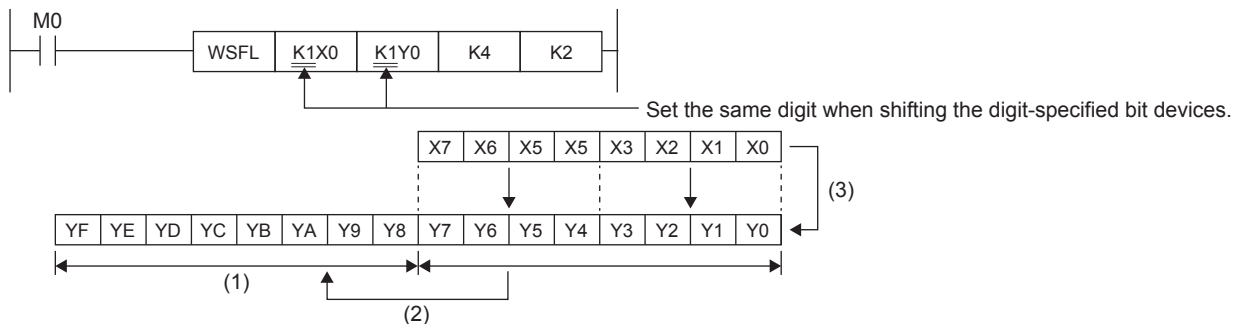 M0
WSFL K1X0 K1Y0 K4 K2
Set the same digit when shifting the digit-specified bit devices.
X7 X6 X5 X5 X3 X2 X1 X0
(3)
YF YE YD YC YB YA Y9 Y8 Y7 Y6 Y5 Y4 Y3 Y2 Y1 Y0
(1)
(2)